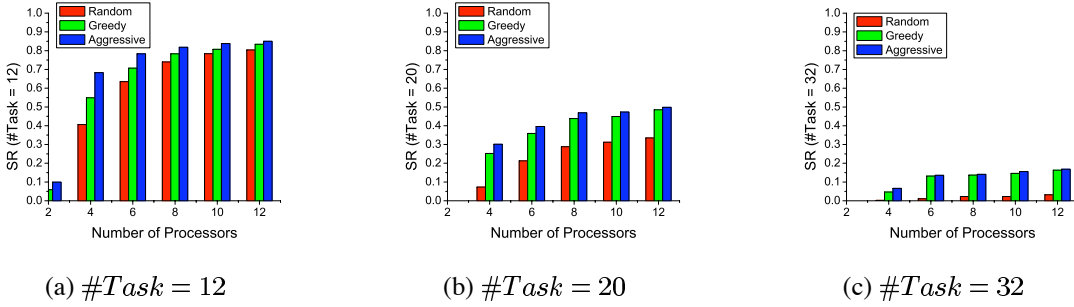 SR (#Task = 12)
1.0
0.9
0.8
0.7
0.6
0.5
0.4
0.3
0.2
0.1
0.0
Random
Greedy
Aggressive
2 4 6 8 10 12
Number of Processors
(a) #Task = 12
SR (#Task = 20)
1.0
0.9
0.8
0.7
0.6
0.5
0.4
0.3
0.2
0.1
0.0
Random
Greedy
Aggressive
2 4 6 8 10 12
Number of Processors
(b) #Task = 20
SR (#Task = 32)
1.0
0.9
0.8
0.7
0.6
0.5
0.4
0.3
0.2
0.1
0.0
Random
Greedy
Aggressive
2 4 6 8 10 12
Number of Processors
(c) #Task = 32